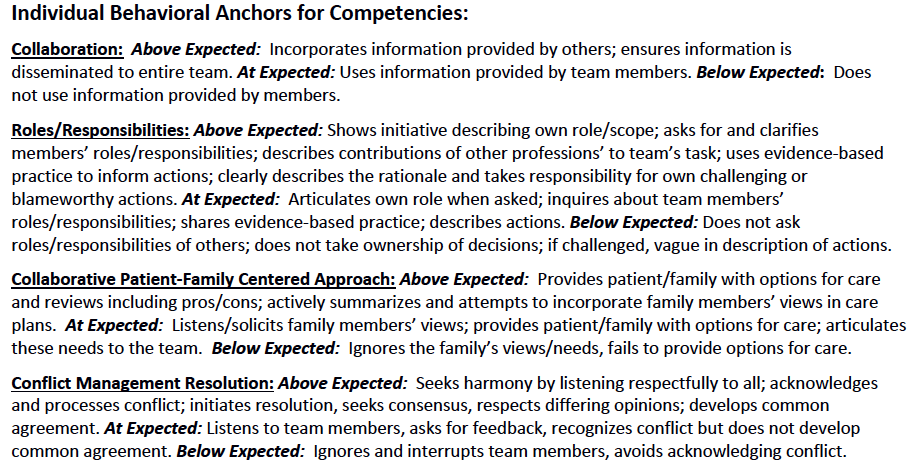 Individual Behavioral Anchors for Competencies:
Collaboration: Above Expected: Incorporates information provided by others; ensures information is
disseminated to entire team. At Expected: Uses information provided by team members. Below Expected: Does
not use information provided by members.
Roles/Responsibilities: Above Expected: Shows initiative describing own role/scope; asks for and clarifies
members' roles/responsibilities; describes contributions of other professions' to team's task; uses evidence-based
practice to inform actions; clearly describes the rationale and takes responsibility for own challenging or
blameworthy actions. At Expected: Articulates own role when asked; inquires about team members'
roles/responsibilities; shares evidence-based practice; describes actions. Below Expected: Does not ask
roles/responsibilities of others; does not take ownership of decisions; if challenged, vague in description of actions.
Collaborative Patient-Family Centered Approach: Above Expected: Provides patient/family with options for care
and reviews including pros/cons; actively summarizes and attempts to incorporate family members' views in care
plans. At Expected: Listens/solicits family members' views; provides patient/family with options for care; articulates
these needs to the team. Below Expected: Ignores the family's views/needs, fails to provide options for care.
Conflict Management Resolution: Above Expected: Seeks harmony by listening respectfully to all; acknowledges
and processes conflict; initiates resolution, seeks consensus, respects differing opinions; develops common
agreement. At Expected: Listens to team members, asks for feedback, recognizes conflict but does not develop
common agreement. Below Expected: Ignores and interrupts team members, avoids acknowledging conflict.